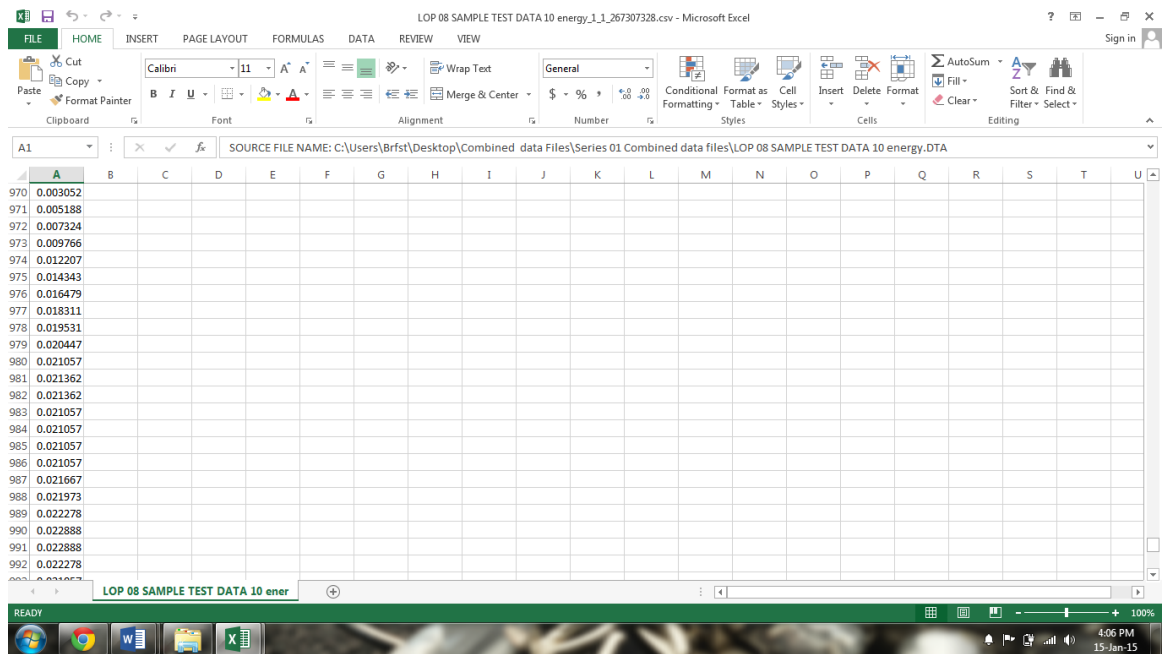 LOP 08 SAMPLE TEST DATA 10 energy_1_1_267307328.csv - Microsoft Excel
FILE HOME INSERT PAGE LAYOUT FORMULAS DATA REVIEW VIEW Sign in
Paste
Cut
Copy
Format Painter
Clipboard
Calibri 11 A A
B I U A
Font
Wrap Text
Merge & Center
Alignment
General
$ % ,
Number
Conditional Formatting
Format as Table
Cell Styles
Styles
Insert Delete Format
Cells
AutoSum
Fill
Clear
Sort & Filter
Find & Select
Editing
A1 fx SOURCE FILE NAME: C:\Users\Brfst\Desktop\Combined data Files\Series 01 Combined data files\LOP 08 SAMPLE TEST DATA 10 energy.DTA
A B C D E F G H I J K L M N O P Q R S T U
970 0.003052
971 0.005188
972 0.007324
973 0.009766
974 0.012207
975 0.014343
976 0.016479
977 0.018311
978 0.019531
979 0.020447
980 0.021057
981 0.021362
982 0.021362
983 0.021057
984 0.021057
985 0.021057
986 0.021057
987 0.021667
988 0.021973
989 0.022278
990 0.022888
991 0.022888
992 0.022278
LOP 08 SAMPLE TEST DATA 10 ener
READY 100%
4:06 PM
15-Jan-15